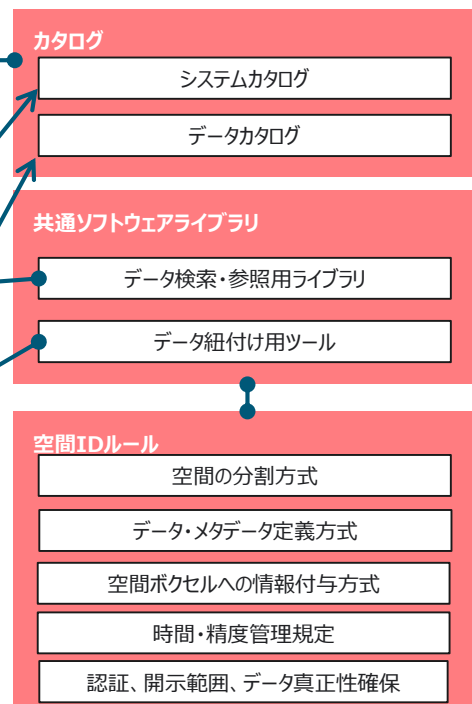 カタログ
システムカタログ
データカタログ
共通ソフトウェアライブラリ
データ検索・参照用ライブラリ
データ紐付け用ツール
空間IDルール
空間の分割方式
データ・メタデータ定義方式
空間ボクセルへの情報付与方式
時間・精度管理規定
認証、開示範囲、データ真正性確保